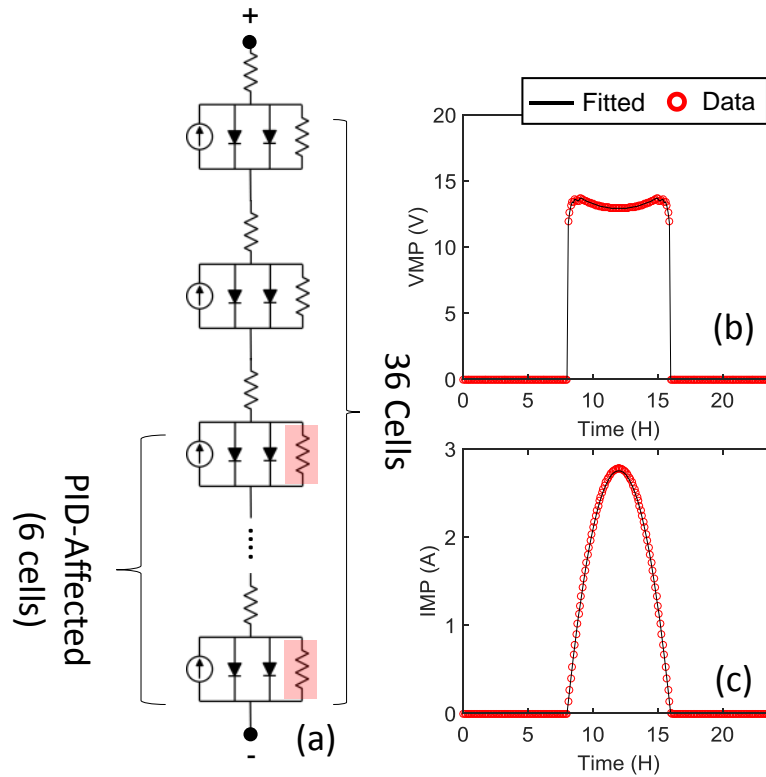 +
36 Cells
PID-Affected
(6 cells)
.....
-
(a)
Fitted Data
20
15
10
5
0
VMP (V)
0 5 10 15 20
Time (H)
(b)
3
2
1
0
IMP (A)
0 5 10 15 20
Time (H)
(c)